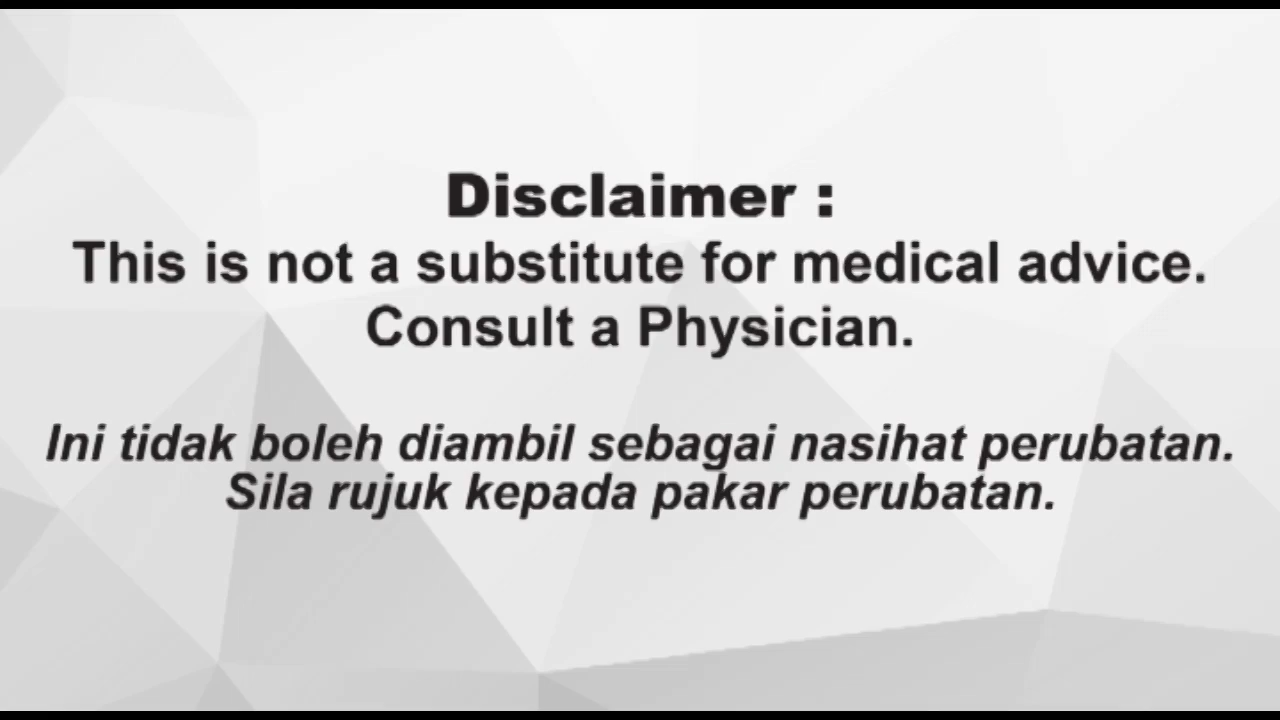 Disclaimer :
This is not a substitute for medical advice.
Consult a Physician.
Ini tidak boleh diambil sebagai nasihat perubatan.
Sila rujuk kepada pakar perubatan.